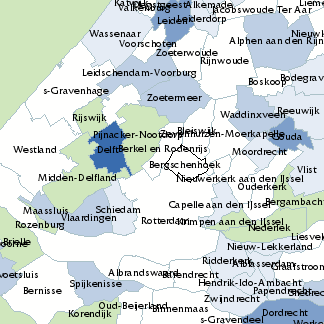 Katwijk
Oegstgeest
Alkemade
Liemeer
Valkenburg
Leiden
Leiderdorp
Jacobswoude
Ter Aar
Wassenaar
Voorschoten
Zoeterwoude
Alphen aan den Rijn
Rijnwoude
Leidschendam-Voorburg
s-Gravenhage
Zoetermeer
Boskoop
Bodegraven
Rijswijk
Waddinxveen
Reeuwijk
Pijnacker-Nootdorp
Bleiswijk
Zevenhuizen-Moerkapelle
Gouda
Westland
Delft
Berkel en Rodenrijs
Moordrecht
Bergschenhoek
Midden-Delfland
Nieuwerkerk aan den IJssel
Vlist
Ouderkerk
Maassluis
Schiedam
Capelle aan den IJssel
Bergambacht
Rozenburg
Vlaardingen
Rotterdam
Krimpen aan den IJssel
Nederlek
Brielle
Nieuw-Lekkerland
Liesveld
Ridderkerk
Alblasserdam
Graafstroom
Albrandswaard
Barendrecht
Bernisse
Spijkenisse
Hendrik-Ido-Ambacht
Papendrecht
Zwijndrecht
Oud-Beijerland
Binnenmaas
Korendijk
s-Gravendeel
Dordrecht